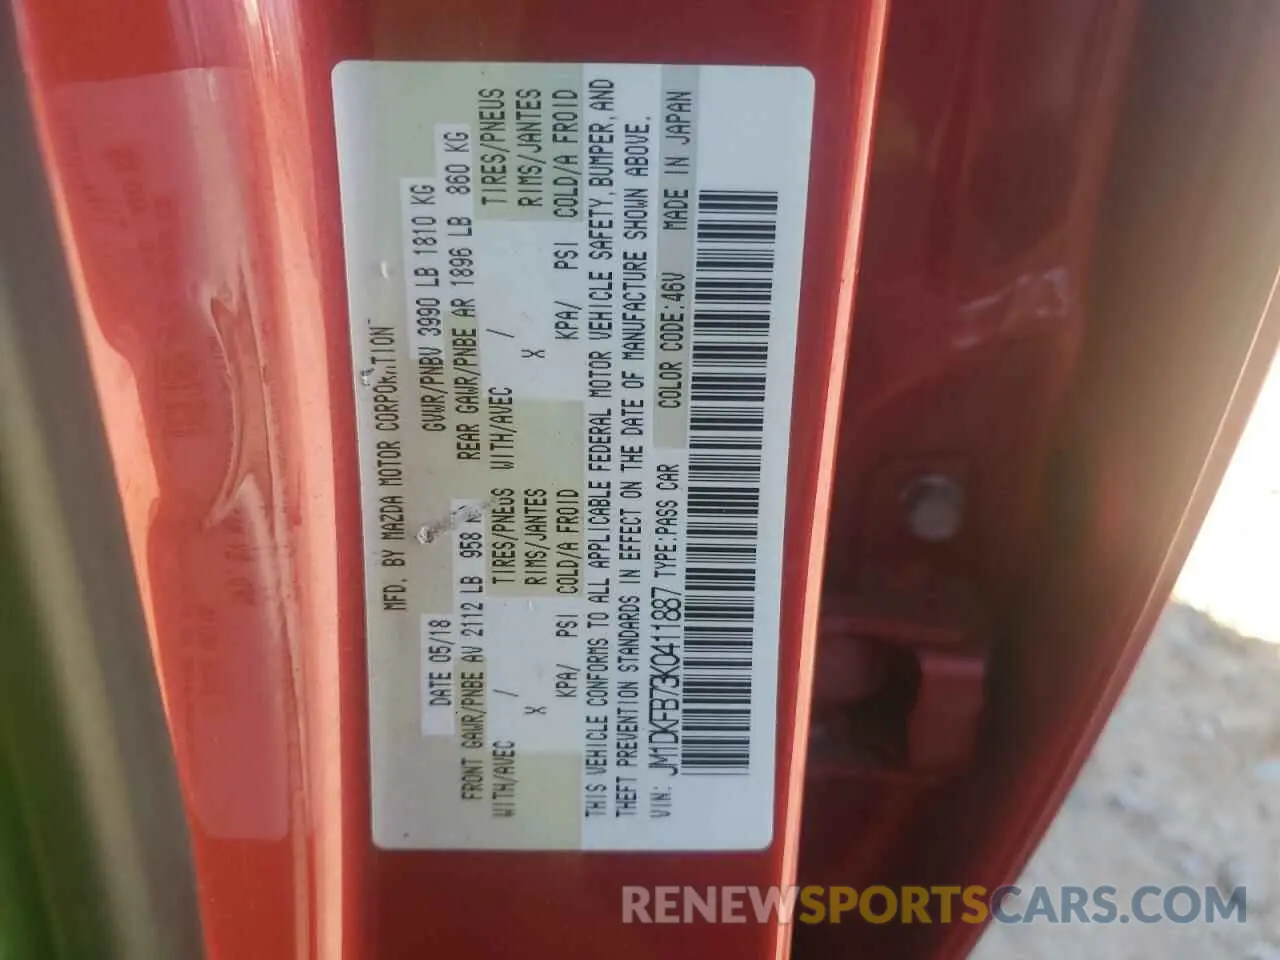 MFD. BY MAZDA MOTOR CORPORATION
DATE 05/18 GVWR/PNBV 3990 LB 1810 KG
FRONT GAWR/PNBE AV 2112 LB 958 KG REAR GAWR/PNBE AR 1896 LB 860 KG
WITH/AVEC TIRES/PNEUS WITH/AVEC TIRES/PNEUS
X / RIMS/JANTES X / RIMS/JANTES
KPA/ PSI COLD/A FROID KPA/ PSI COLD/A FROID
THIS VEHICLE CONFORMS TO ALL APPLICABLE FEDERAL MOTOR VEHICLE SAFETY, BUMPER, AND
THEFT PREVENTION STANDARDS IN EFFECT ON THE DATE OF MANUFACTURE SHOWN ABOVE.
VIN: JM1DKFB73K0411887 TYPE:PASS CAR COLOR CODE:46V MADE IN JAPAN
RENEWSPORTSCARS.COM